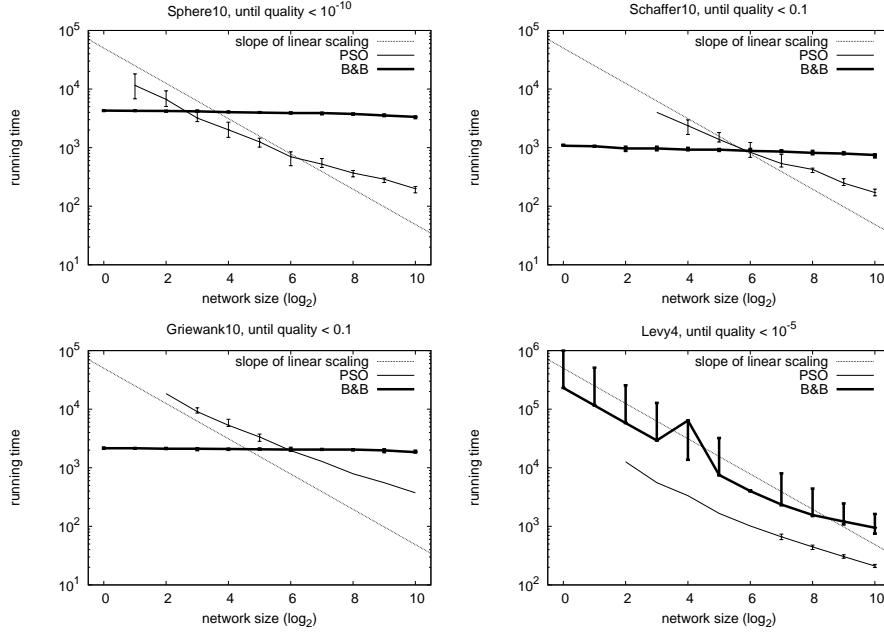 Sphere10, until quality < 10^-10
10^5
10^4
10^3
10^2
10^1
running time
slope of linear scaling
PSO
B&B
0 2 4 6 8 10
network size (log_2)
Schaffer10, until quality < 0.1
10^5
10^4
10^3
10^2
10^1
running time
slope of linear scaling
PSO
B&B
0 2 4 6 8 10
network size (log_2)
Griewank10, until quality < 0.1
10^5
10^4
10^3
10^2
10^1
running time
slope of linear scaling
PSO
B&B
0 2 4 6 8 10
network size (log_2)
Levy4, until quality < 10^-5
10^6
10^5
10^4
10^3
10^2
running time
slope of linear scaling
PSO
B&B
0 2 4 6 8 10
network size (log_2)